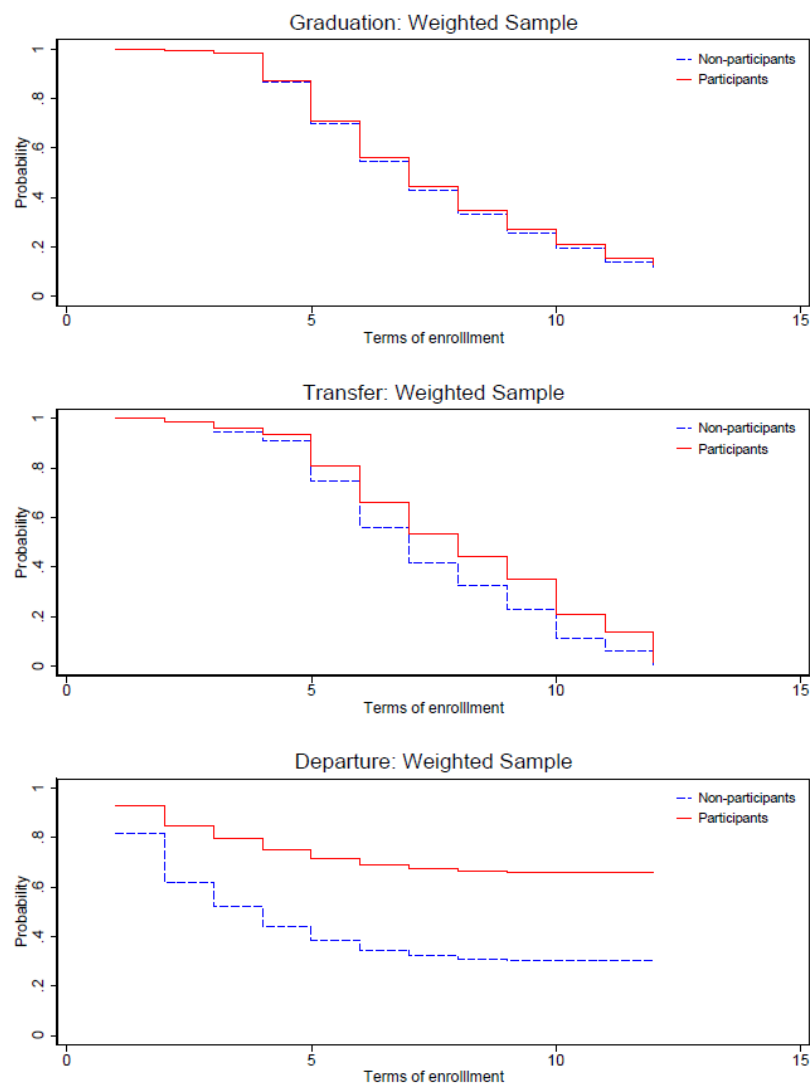 Graduation: Weighted Sample
Non-participants
Participants
Probability
1
.8
.6
.4
.2
0
0 5 10 15
Terms of enrolllment
Transfer: Weighted Sample
Non-participants
Participants
Probability
1
.8
.6
.4
.2
0
0 5 10 15
Terms of enrolllment
Departure: Weighted Sample
Non-participants
Participants
Probability
1
.8
.6
.4
.2
0
0 5 10 15
Terms of enrolllment